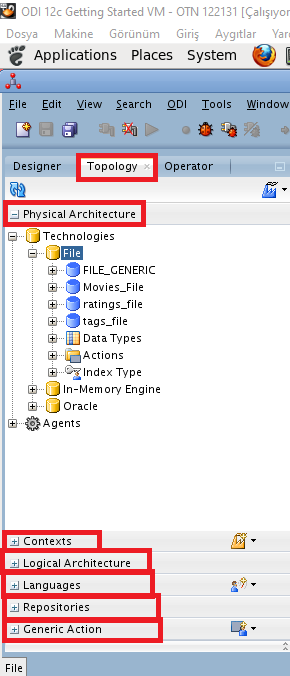 ODI 12c Getting Started VM - OTN 122131 [Çalışıyor
Dosya Makine Görünüm Giriş Aygıtlar Yardım
Applications Places System
File Edit View Search ODI Tools Window
Designer Topology Operator
Physical Architecture
Technologies
File
FILE_GENERIC
Movies_File
ratings_file
tags_file
Data Types
Actions
Index Type
In-Memory Engine
Oracle
Agents
Contexts
Logical Architecture
Languages
Repositories
Generic Action
File